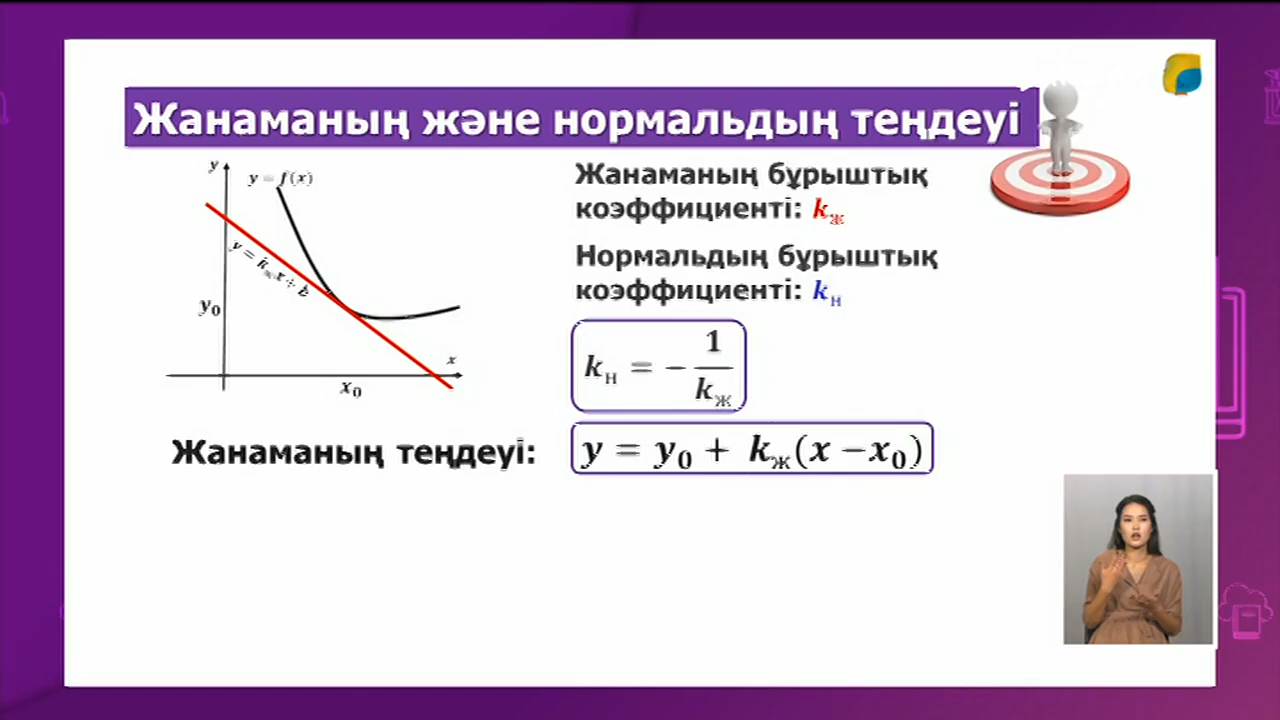 Жанаманың және нормальдың теңдеуі
y
y = f(x)
y = kжx + b
y₀
x
x₀
Жанаманың бұрыштық
коэффициенті: kж
Нормальдың бұрыштық
коэффициенті: kн
kн = − 1/kж
Жанаманың теңдеуі: y = y₀ + kж(x −x₀)